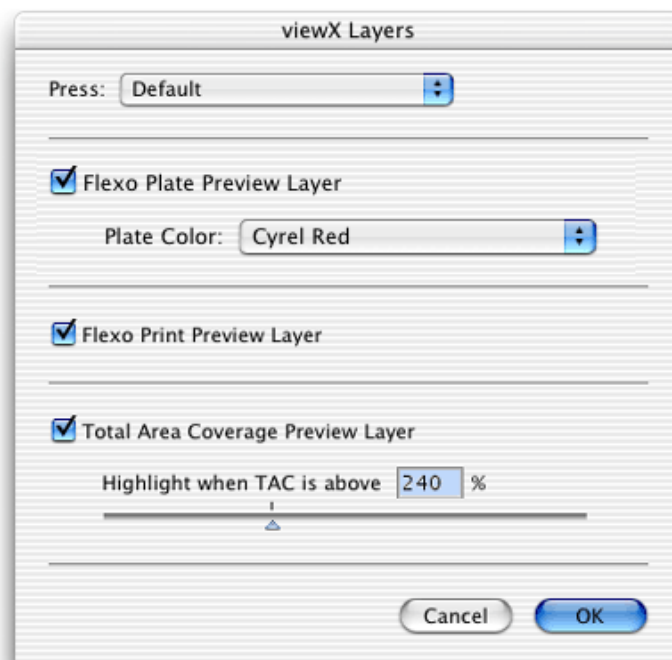 viewX Layers
Press: Default
Flexo Plate Preview Layer
Plate Color: Cyrel Red
Flexo Print Preview Layer
Total Area Coverage Preview Layer
Highlight when TAC is above 240 %
Cancel OK